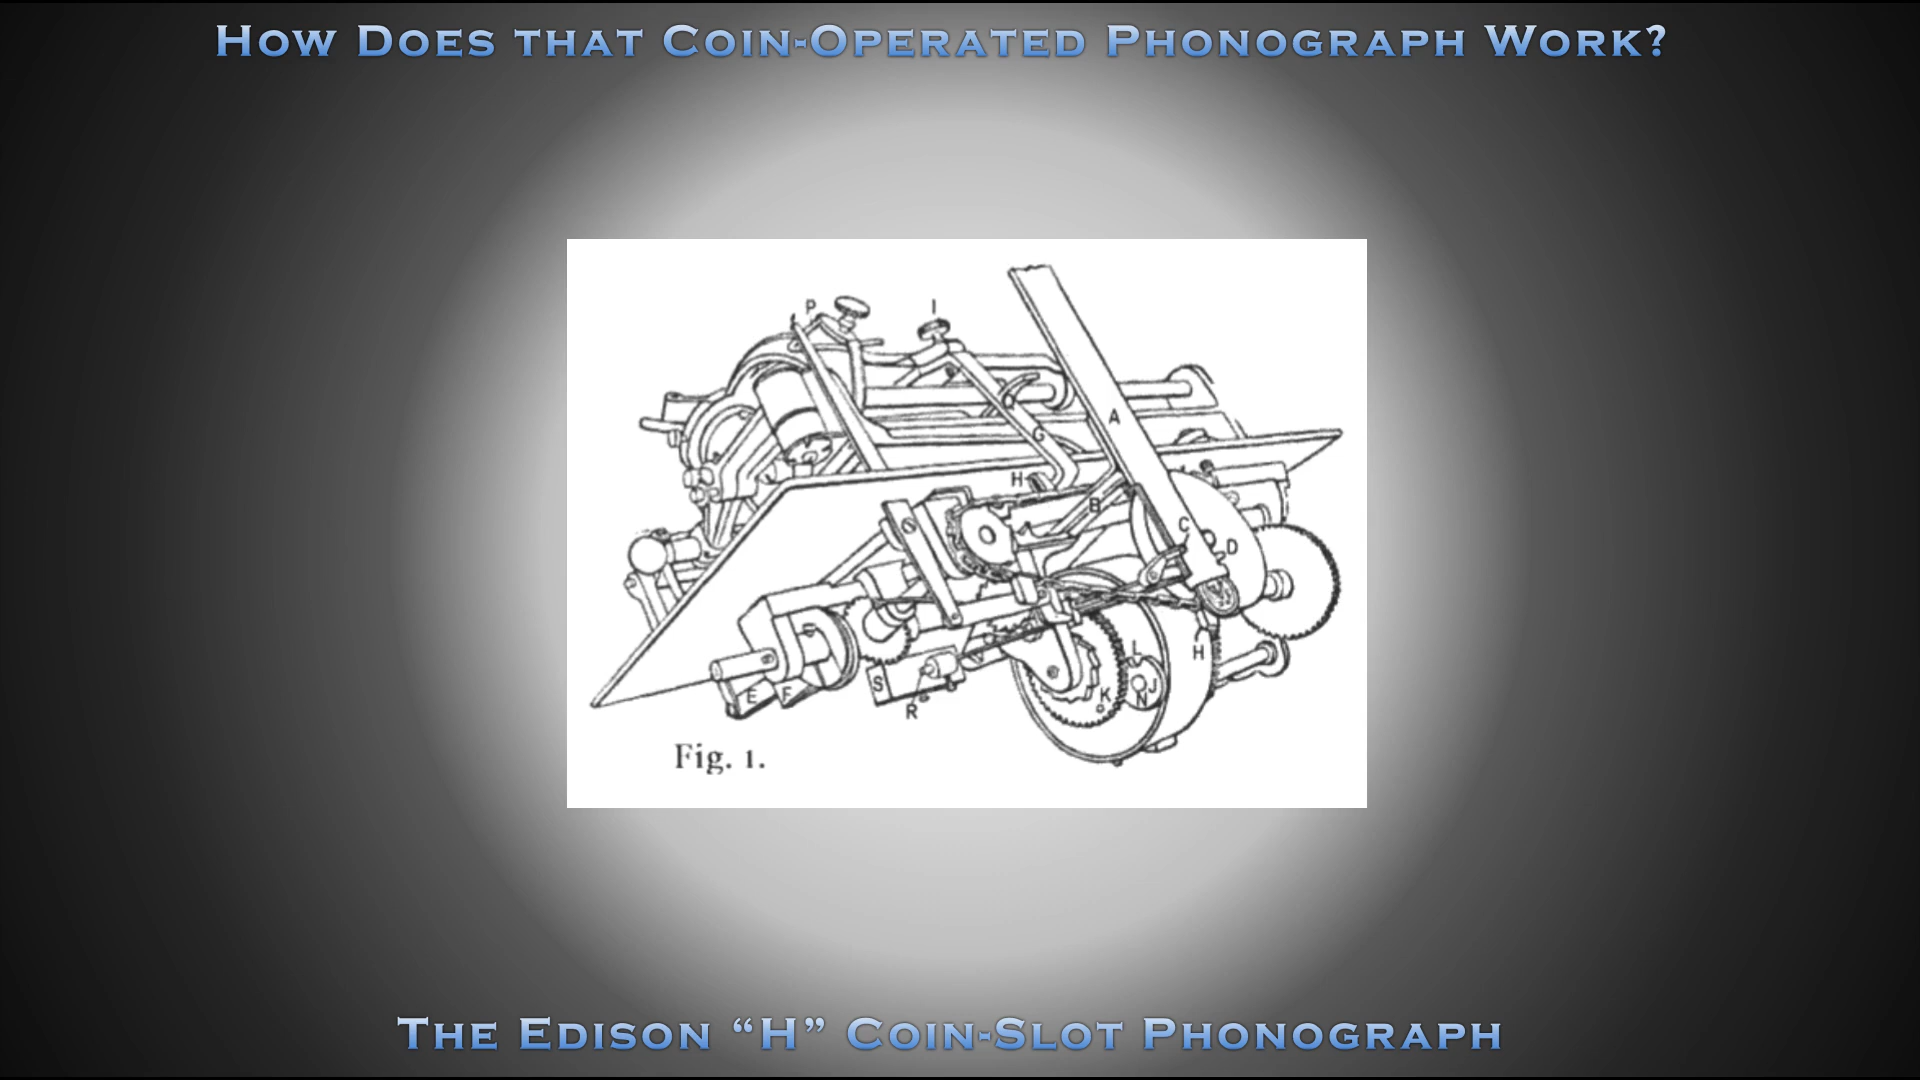 How Does that Coin-Operated Phonograph Work?
P
I
A
G
H
B
C
D
L
H
S
E
F
K
J
N
R
Fig. 1.
The Edison “H” Coin-Slot Phonograph